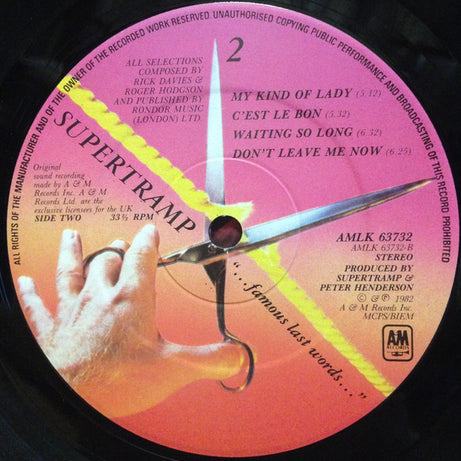 ALL RIGHTS OF THE MANUFACTURER AND OF THE OWNER OF THE RECORDED WORK RESERVED. UNAUTHORISED COPYING PUBLIC PERFORMANCE AND BROADCASTING OF THIS RECORD PROHIBITED
ALL SELECTIONS
COMPOSED BY
RICK DAVIES &
ROGER HODGSON
AND PUBLISHED BY
RONDOR MUSIC
(LONDON) LTD.
2
MY KIND OF LADY (5.12)
C'EST LE BON (5.32)
WAITING SO LONG (6.32)
DON'T LEAVE ME NOW (6.25)
SUPERTRAMP
Original
sound recording
made by A & M
Records Inc. A & M
Records Ltd. are the
exclusive licensees for the UK
SIDE TWO 33⅓ RPM
AMLK 63732
AMLK 63732-B
STEREO
PRODUCED BY
SUPERTRAMP &
PETER HENDERSON
© & ℗ 1982
A & M Records Inc.
MCPS/BIEM
"...famous last words..."
A&M
RECORDS